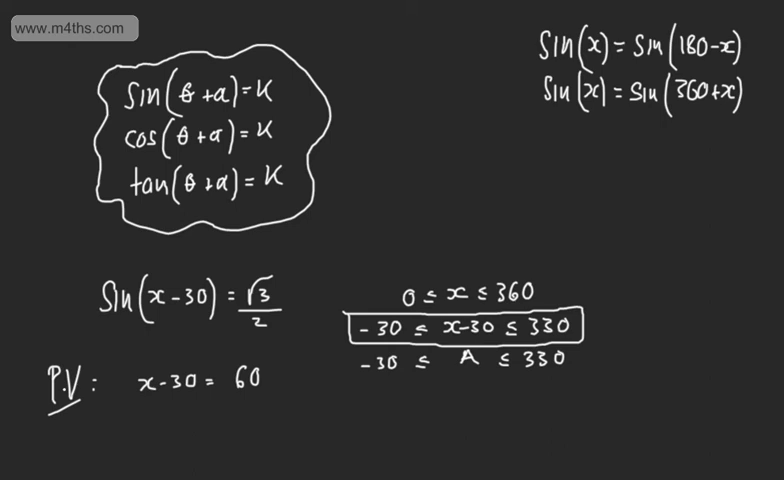 www.m4ths.com
sin(x) = sin(180-x)
sin(x) = sin(360+x)
sin(θ+α) = K
cos(θ+α) = K
tan(θ+α) = K
sin(x-30) = √3/2
0 ≤ x ≤ 360
-30 ≤ x-30 ≤ 330
-30 ≤ A ≤ 330
P.V: x-30 = 60